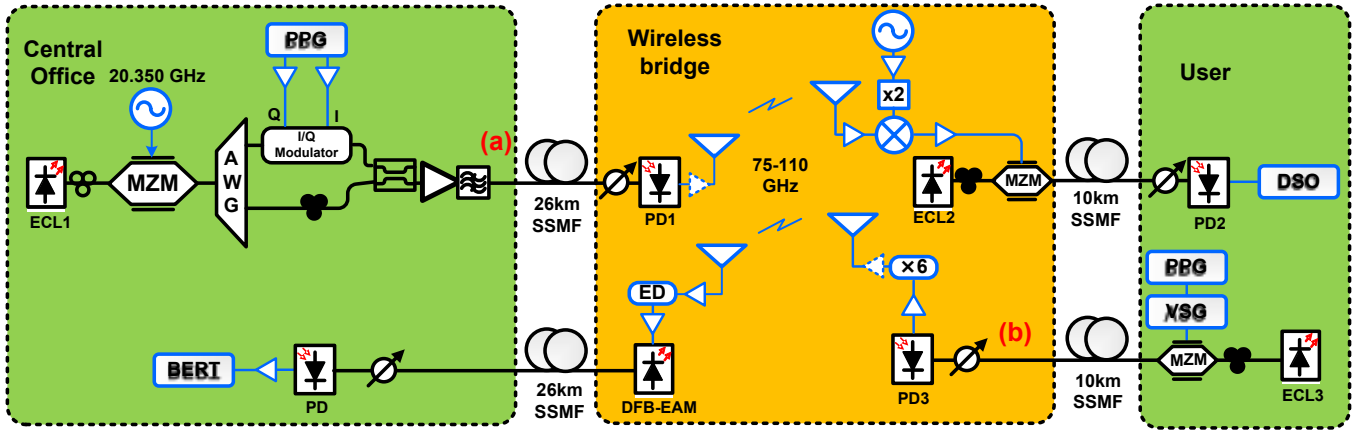 Central
Office
20.350 GHz
PPG
Q
I
I/Q
Modulator
A
W
G
MZM
ECL1
(a)
26km
SSMF
Wireless
bridge
x2
75-110
GHz
PD1
ECL2
MZM
10km
SSMF
User
PD2
DSO
ED
×6
PPG
VSG
(b)
BERT
PD
26km
SSMF
DFB-EAM
PD3
10km
SSMF
MZM
ECL3